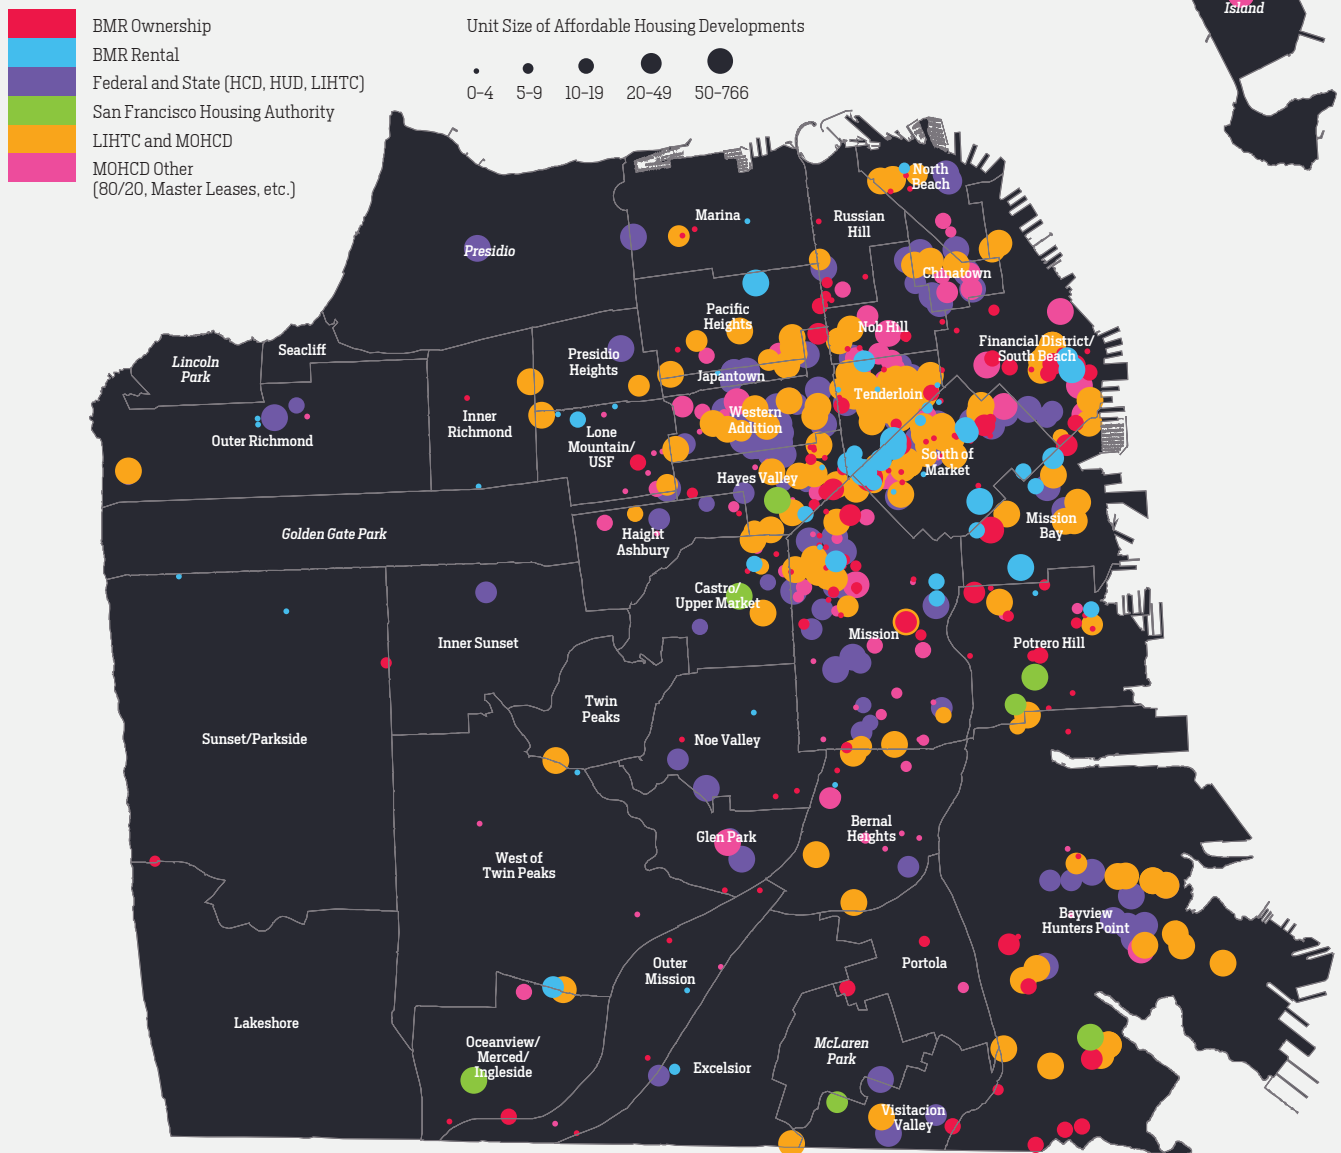 BMR Ownership
BMR Rental
Federal and State (HCD, HUD, LIHTC)
San Francisco Housing Authority
LIHTC and MOHCD
MOHCD Other
(80/20, Master Leases, etc.)
Unit Size of Affordable Housing Developments
0–4
5–9
10–19
20–49
50–766
Island
North
Beach
Marina
Russian
Hill
Presidio
Chinatown
Pacific
Heights
Nob Hill
Financial District/
South Beach
Seacliff
Lincoln
Park
Presidio
Heights
Japantown
Tenderloin
Outer Richmond
Inner
Richmond
Western
Addition
Lone
Mountain/
USF
South of
Market
Hayes Valley
Golden Gate Park
Haight
Ashbury
Mission
Bay
Castro/
Upper Market
Inner Sunset
Mission
Potrero Hill
Twin
Peaks
Sunset/Parkside
Noe Valley
Glen Park
Bernal
Heights
West of
Twin Peaks
Bayview
Hunters Point
Outer
Mission
Portola
Lakeshore
Oceanview/
Merced/
Ingleside
McLaren
Park
Excelsior
Visitacion
Valley